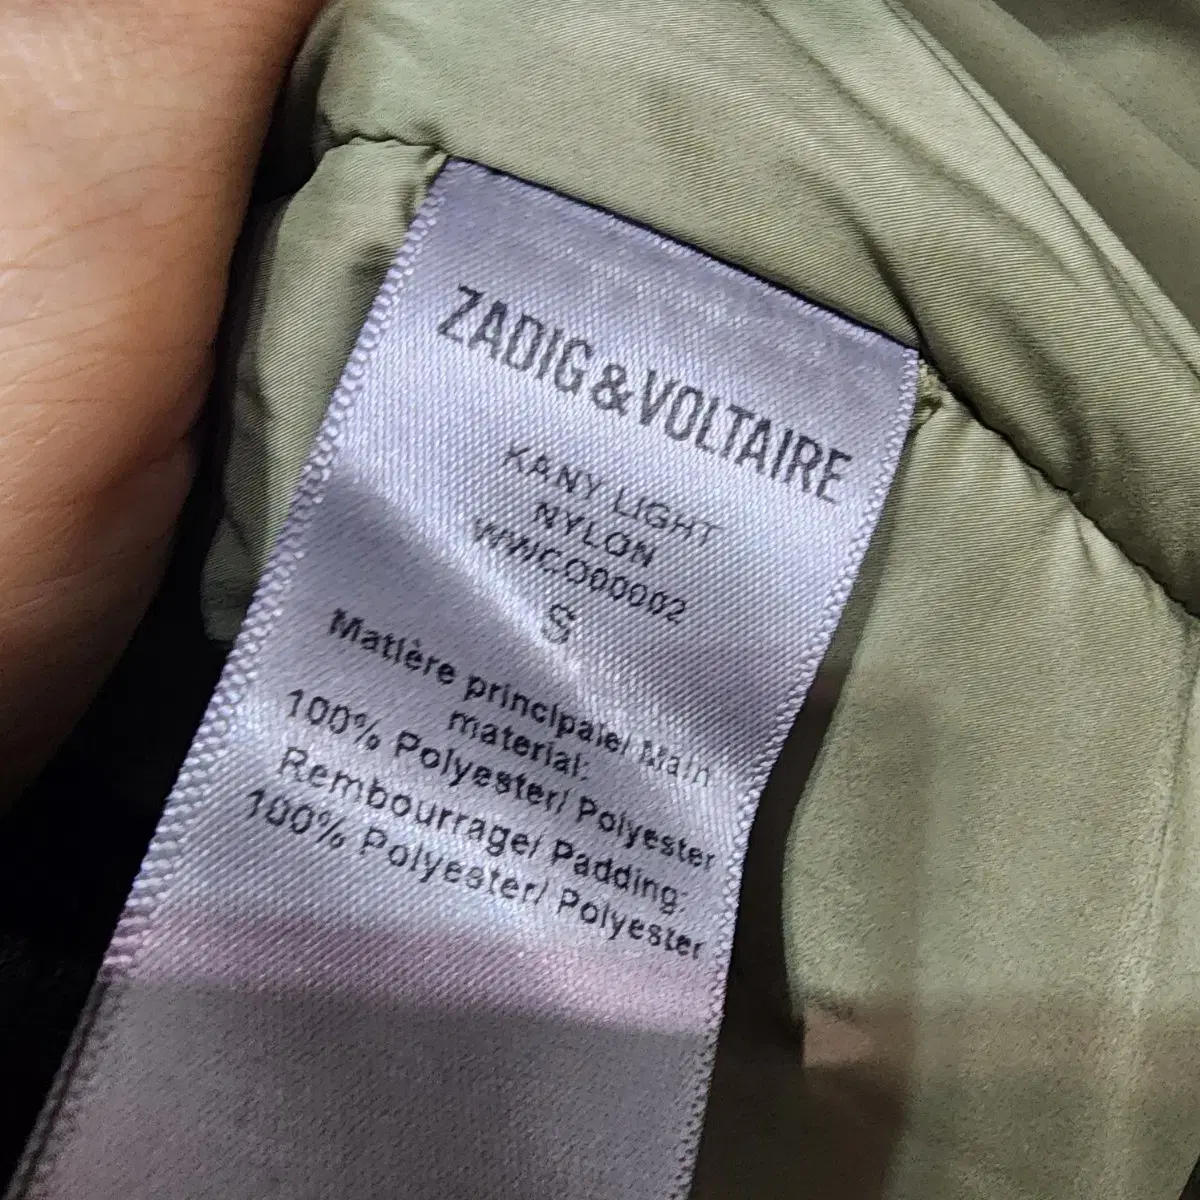 ZADIG & VOLTAIRE
KANY LIGHT
NYLON
WWCO00002
S
Matière principale/ Main
material:
100% Polyester/ Polyester
Rembourrage/ Padding:
100% Polyester/ Polyester